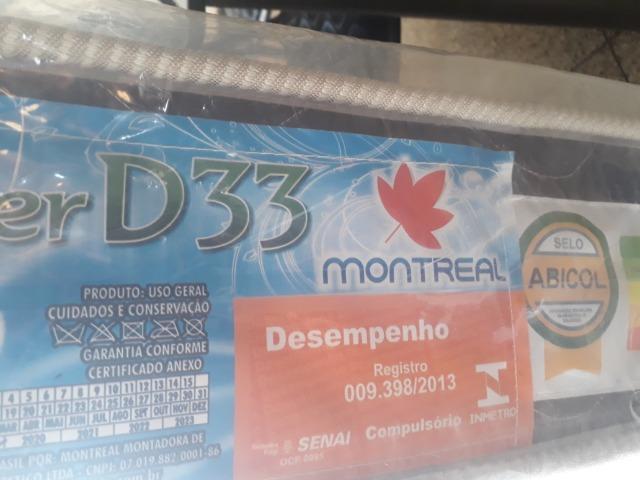 er D33
MONTREAL
SELO
ABICOL
PRODUTO: USO GERAL
CUIDADOS E CONSERVAÇÃO
GARANTIA CONFORME
CERTIFICADO ANEXO
4 5 6 7 8 9 10 11 12 13 14 15
19 20 21 22 23 24 25 26 27 28 29 30 31
MAR ABR MAI JUN JUL AGO SET OUT NOV DEZ
2020 2021 2022 2023
ASIL POR: MONTREAL MONTADORA DE
ÉSTICO LTDA - CNPJ: 07.019.882/0001-86
Desempenho
Registro
009.398/2013
SENAI
Compulsório
INMETRO